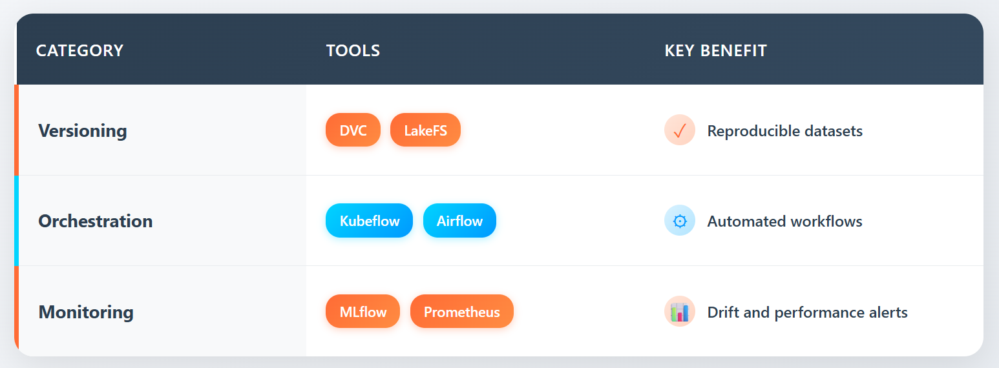 CATEGORY TOOLS KEY BENEFIT
Versioning DVC LakeFS Reproducible datasets
Orchestration Kubeflow Airflow Automated workflows
Monitoring MLflow Prometheus Drift and performance alerts